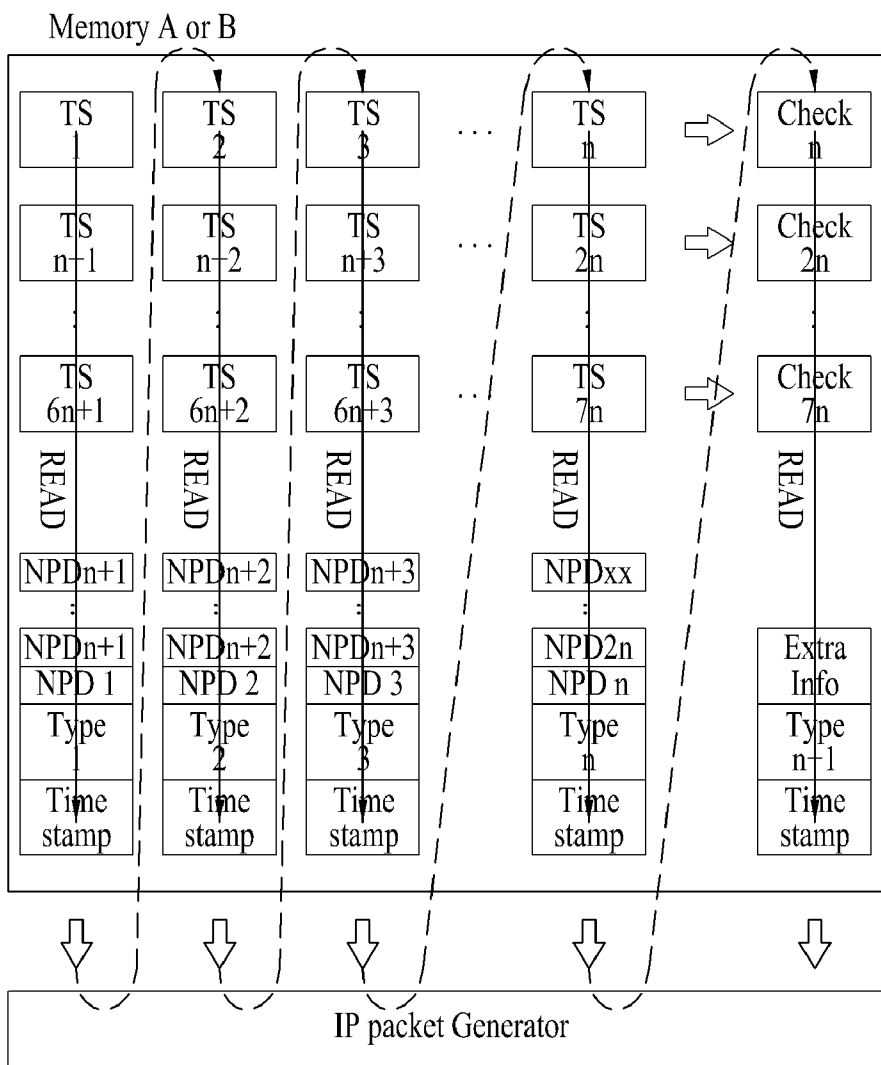 Memory A or B
TS TS TS TS Check
1 2 3 ... n n
TS TS TS TS Check
n-1 n-2 n+3 ... 2n 2n
: : : : :
TS TS TS TS Check
6n+1 6n+2 6n+3 ... 7n 7n
READ READ READ READ READ
NPDn+1 NPDn+2 NPDn+3 NPDxx
: : : :
NPDn+1 NPDn+2 NPDn+3 NPD2n Extra
NPD 1 NPD 2 NPD 3 NPD n Info
Type Type Type Type Type
1 2 3 n n-1
Time Time Time Time Time
stamp stamp stamp stamp stamp
IP packet Generator